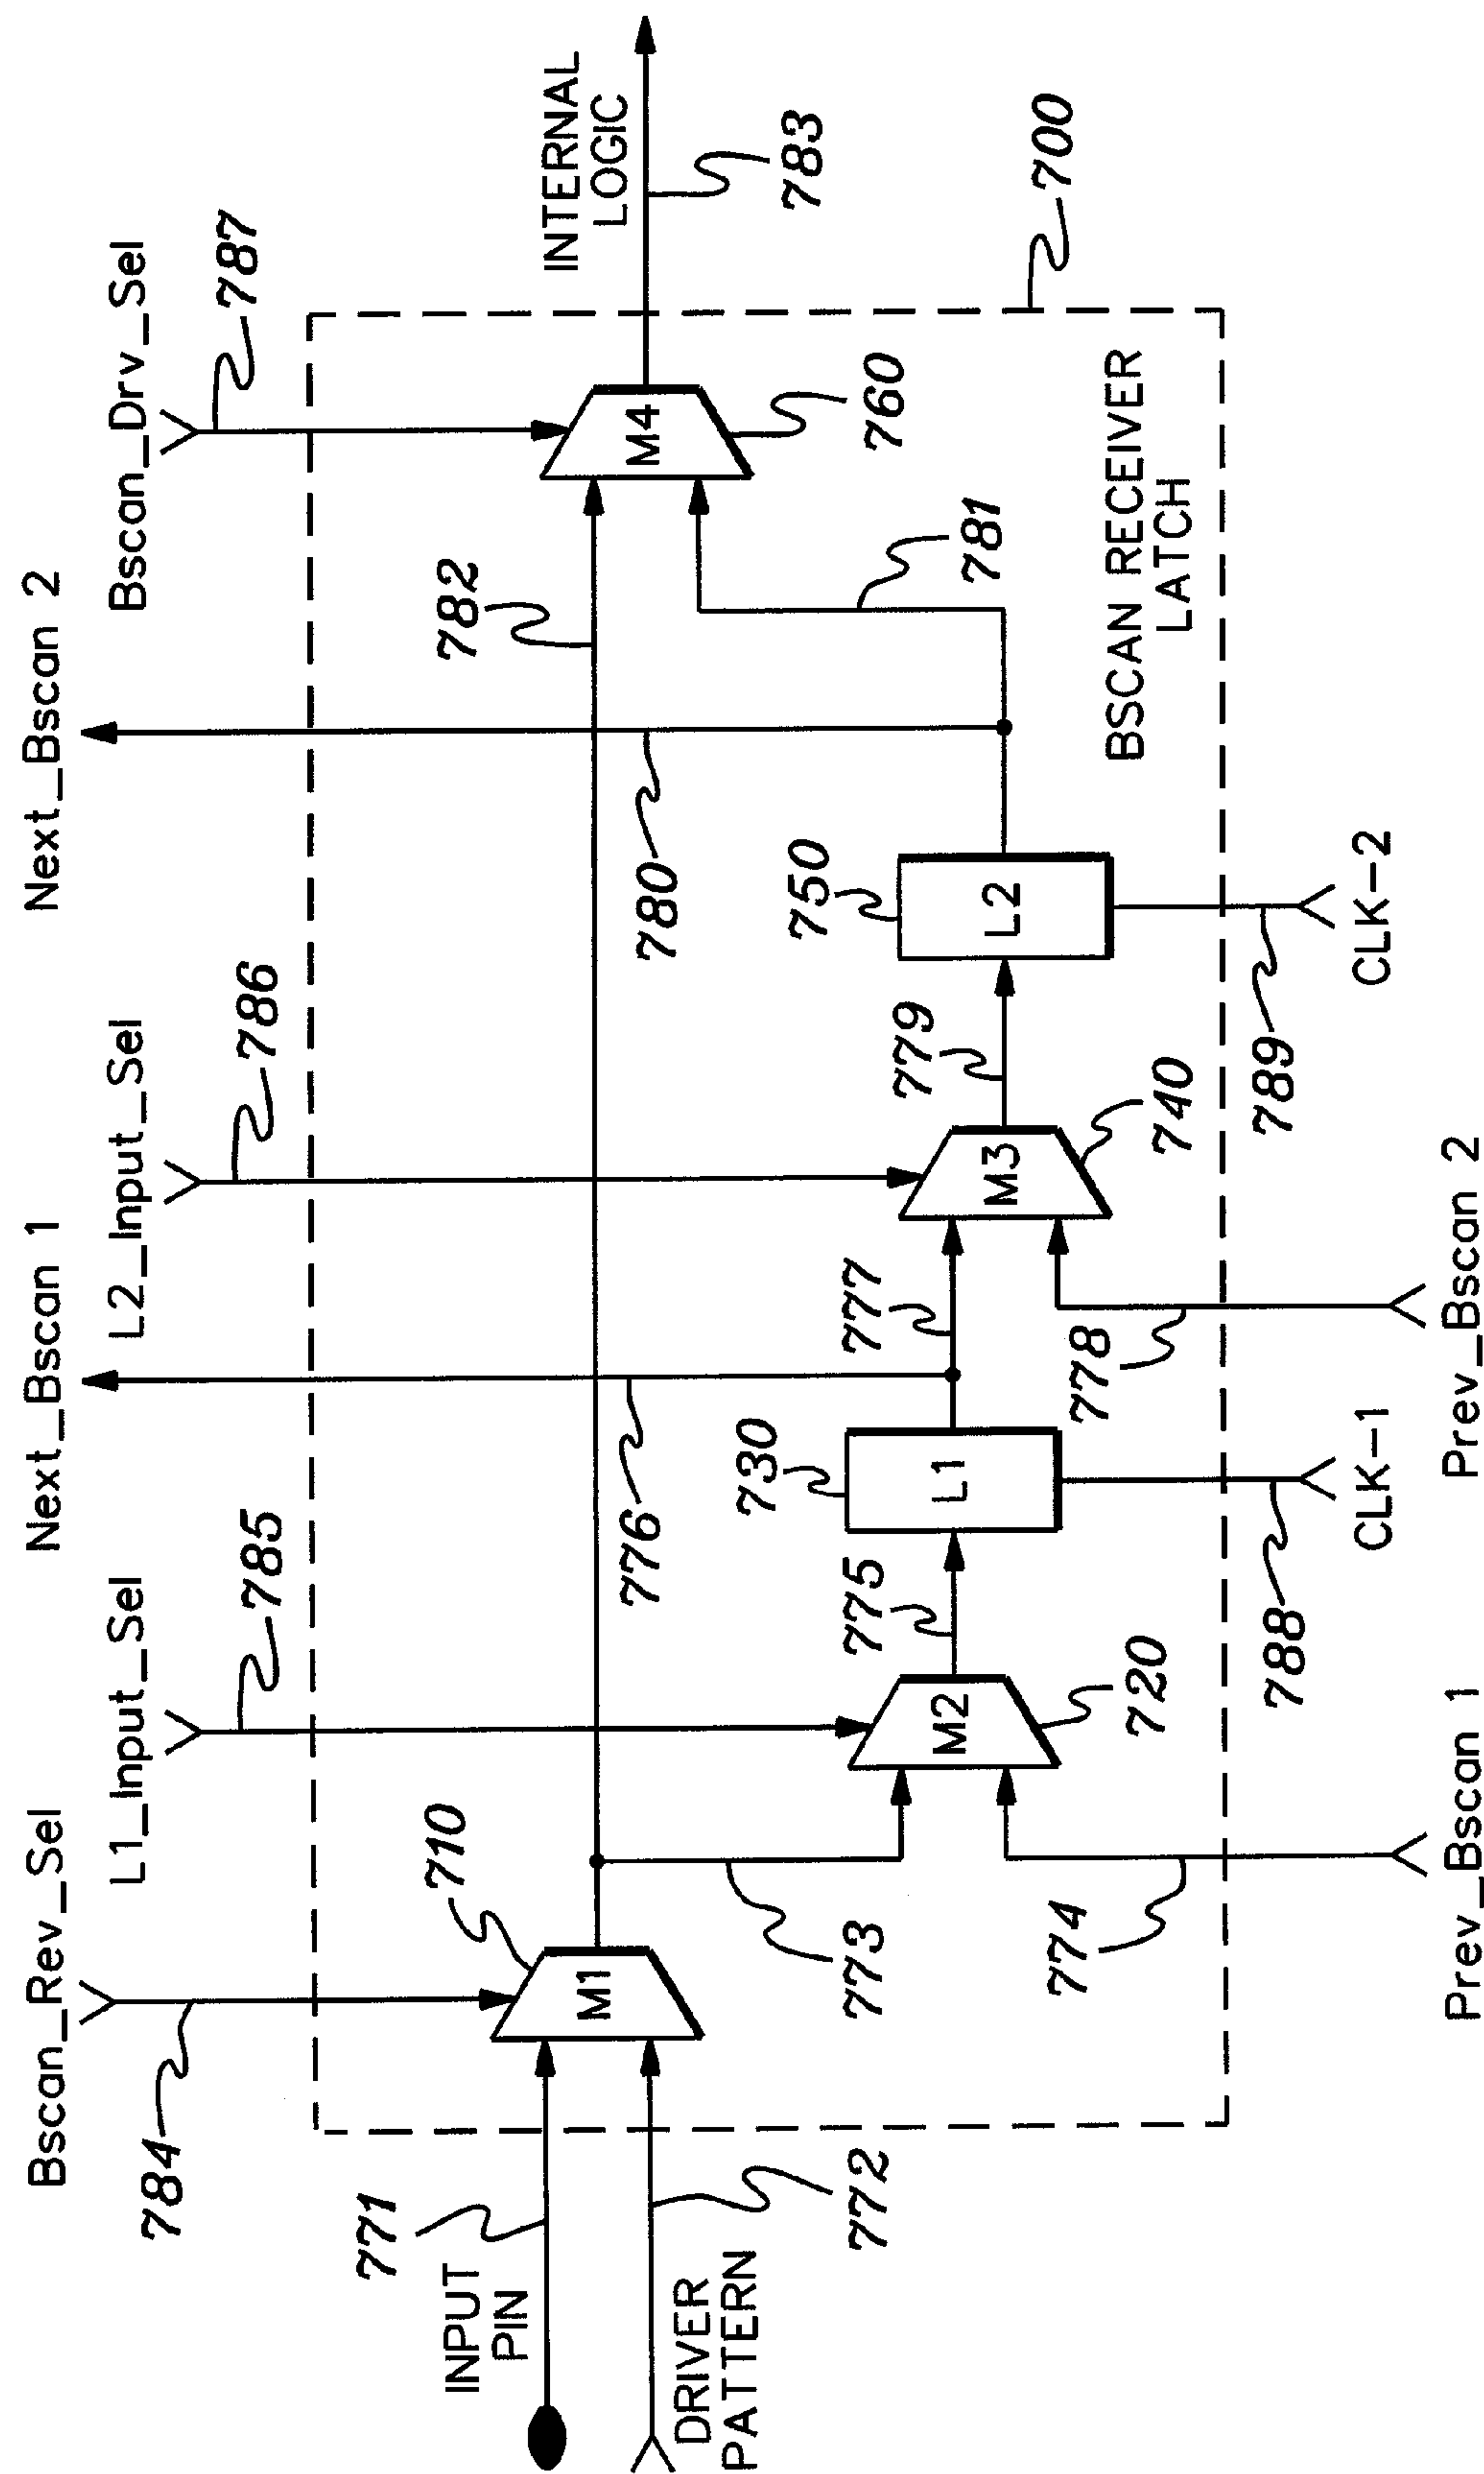 Bscan_Rev_Sel
784
L1_Input_Sel
785
Next_Bscan 1
776
L2_Input_Sel
786
Next_Bscan 2
780
Bscan_Drv_Sel
787
INPUT
PIN
771
DRIVER
PATTERN
772
M1
710
773
774
Prev_Bscan 1
M2
720
775
L1
730
788
CLK-1
777
778
Prev_Bscan 2
M3
740
779
L2
750
789
CLK-2
782
781
M4
760
INTERNAL
LOGIC
783
BSCAN RECEIVER
LATCH
700